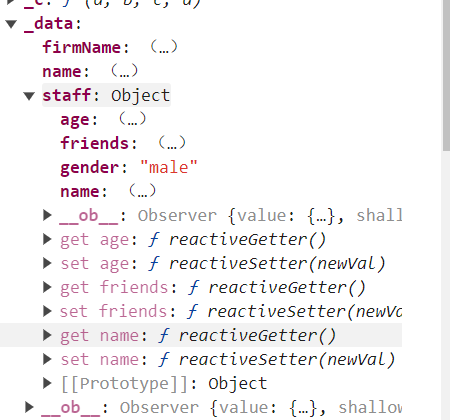 _c: ƒ (a, b, c, d)
_data:
firmName: (…)
name: (…)
staff: Object
age: (…)
friends: (…)
gender: "male"
name: (…)
__ob__: Observer {value: {…}, shall
get age: ƒ reactiveGetter()
set age: ƒ reactiveSetter(newVal)
get friends: ƒ reactiveGetter()
set friends: ƒ reactiveSetter(newVa
get name: ƒ reactiveGetter()
set name: ƒ reactiveSetter(newVal)
[[Prototype]]: Object
__ob__: Observer {value: {…}, shallow